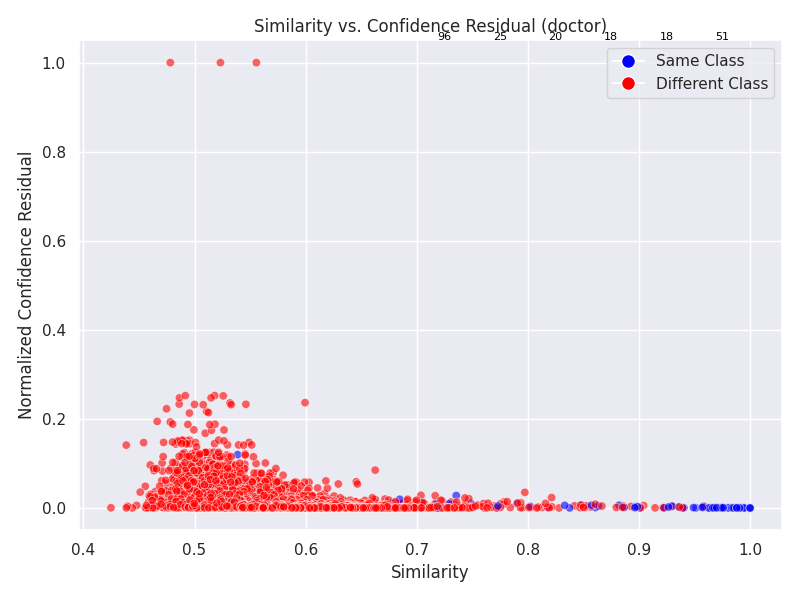 Similarity vs. Confidence Residual (doctor)
96 25 20 18 18 51
Same Class
Different Class
1.0
0.8
0.6
0.4
0.2
0.0
Normalized Confidence Residual
0.4 0.5 0.6 0.7 0.8 0.9 1.0
Similarity